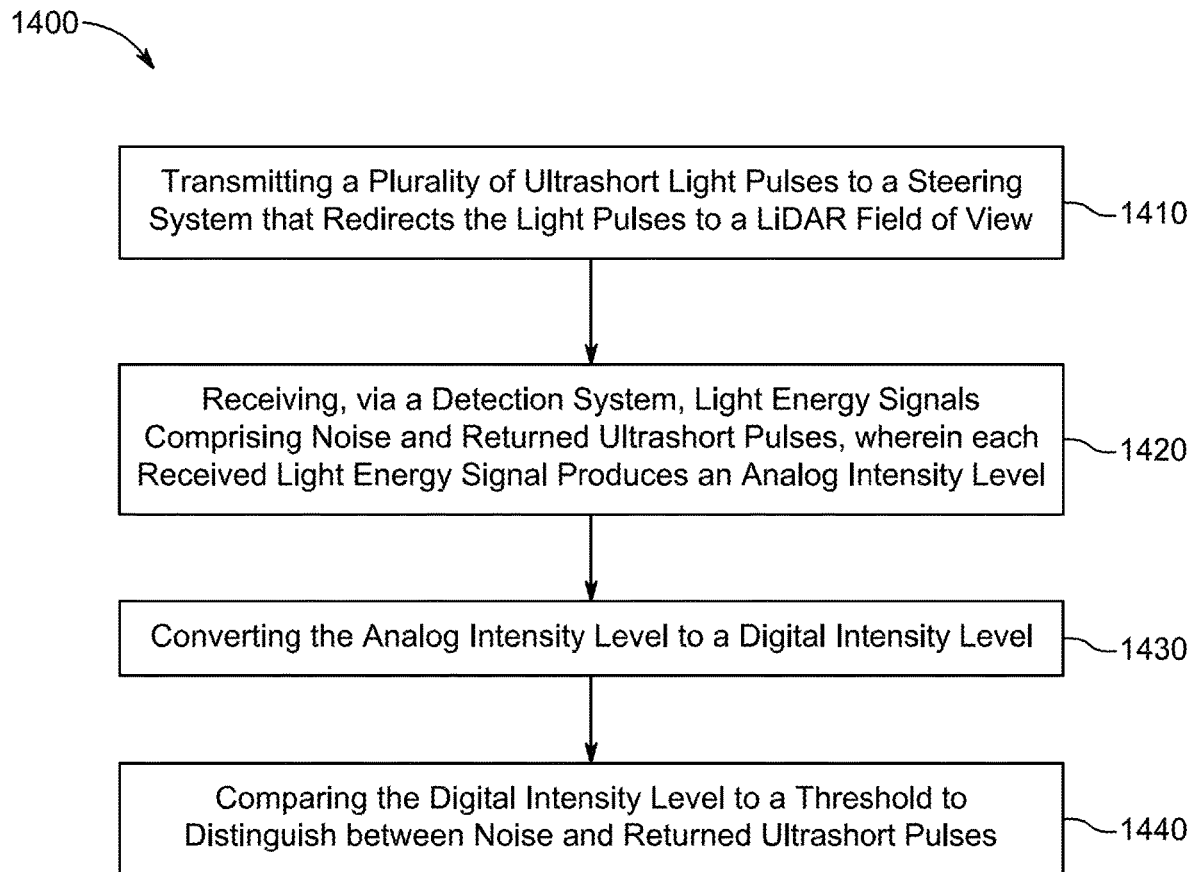 1400
Transmitting a Plurality of Ultrashort Light Pulses to a Steering
System that Redirects the Light Pulses to a LiDAR Field of View
1410
Receiving, via a Detection System, Light Energy Signals
Comprising Noise and Returned Ultrashort Pulses, wherein each
Received Light Energy Signal Produces an Analog Intensity Level
1420
Converting the Analog Intensity Level to a Digital Intensity Level
1430
Comparing the Digital Intensity Level to a Threshold to
Distinguish between Noise and Returned Ultrashort Pulses
1440